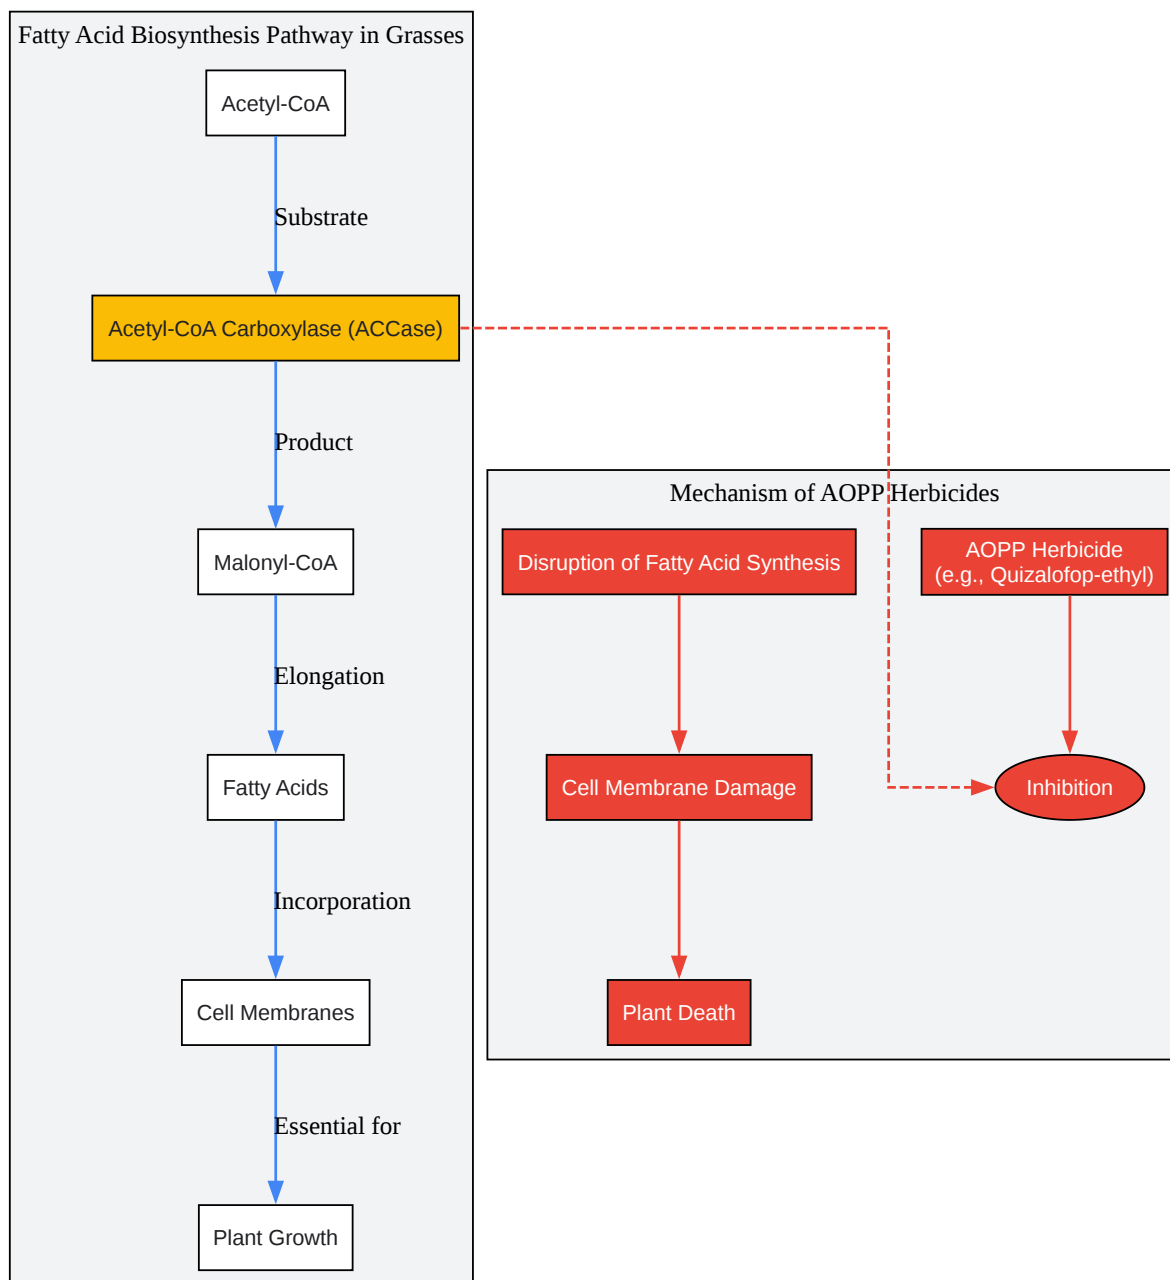 Fatty Acid Biosynthesis Pathway in Grasses
Acetyl-CoA
Substrate
Acetyl-CoA Carboxylase (ACCase)
Product
Malonyl-CoA
Elongation
Fatty Acids
Incorporation
Cell Membranes
Essential for
Plant Growth
Mechanism of AOPP Herbicides
Disruption of Fatty Acid Synthesis
Cell Membrane Damage
Plant Death
AOPP Herbicide
(e.g., Quizalofop-ethyl)
Inhibition